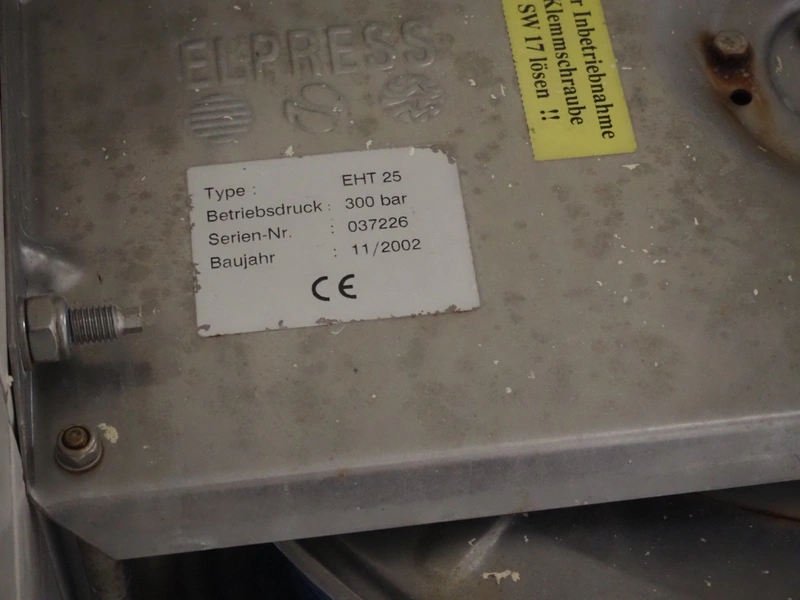 ELPRESS
r Inbetriebnahme
Klemmschraube
SW 17 lösen !!
Type : EHT 25
Betriebsdruck : 300 bar
Serien-Nr. : 037226
Baujahr : 11/2002
CE